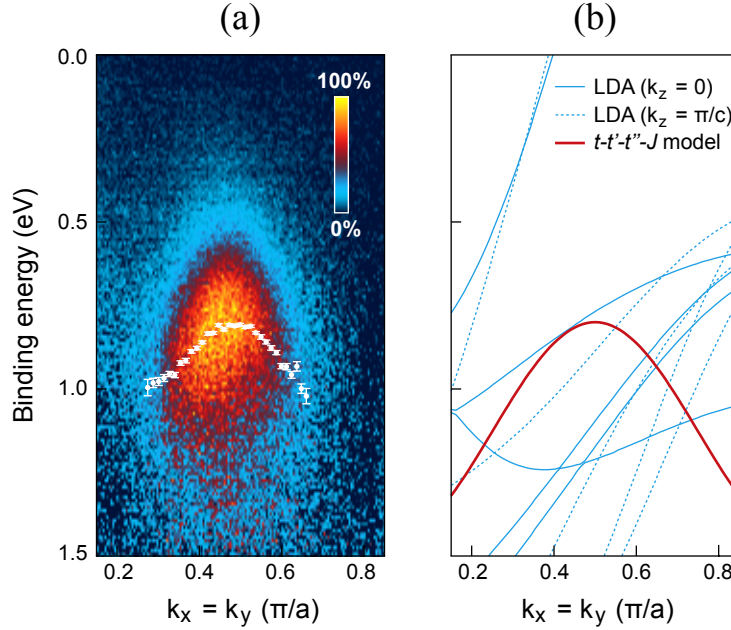 (a)
(b)
0.0
0.5
1.0
1.5
Binding energy (eV)
100%
0%
0.2
0.4
0.6
0.8
kx = ky (π/a)
LDA (kz = 0)
LDA (kz = π/c)
t-t'-t"-J model
0.2
0.4
0.6
0.8
kx = ky (π/a)